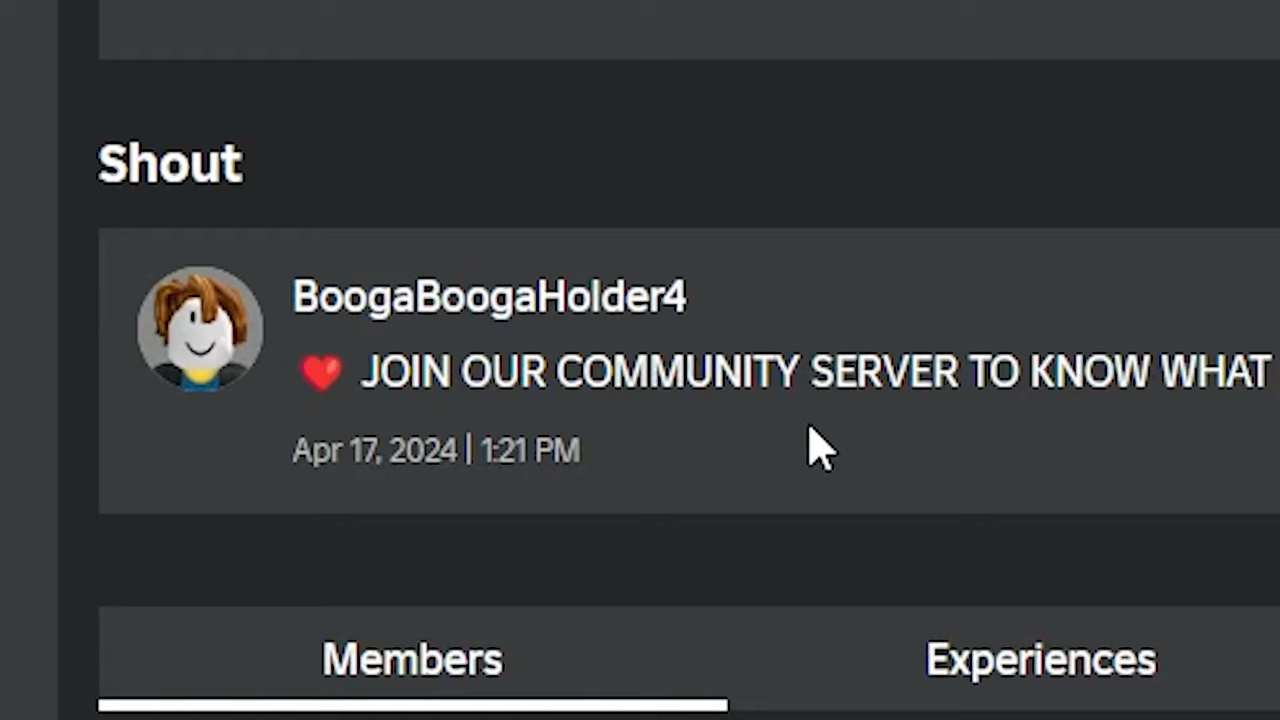 Shout
BoogaBoogaHolder4
❤️ JOIN OUR COMMUNITY SERVER TO KNOW WHAT
Apr 17, 2024 | 1:21 PM
Members
Experiences